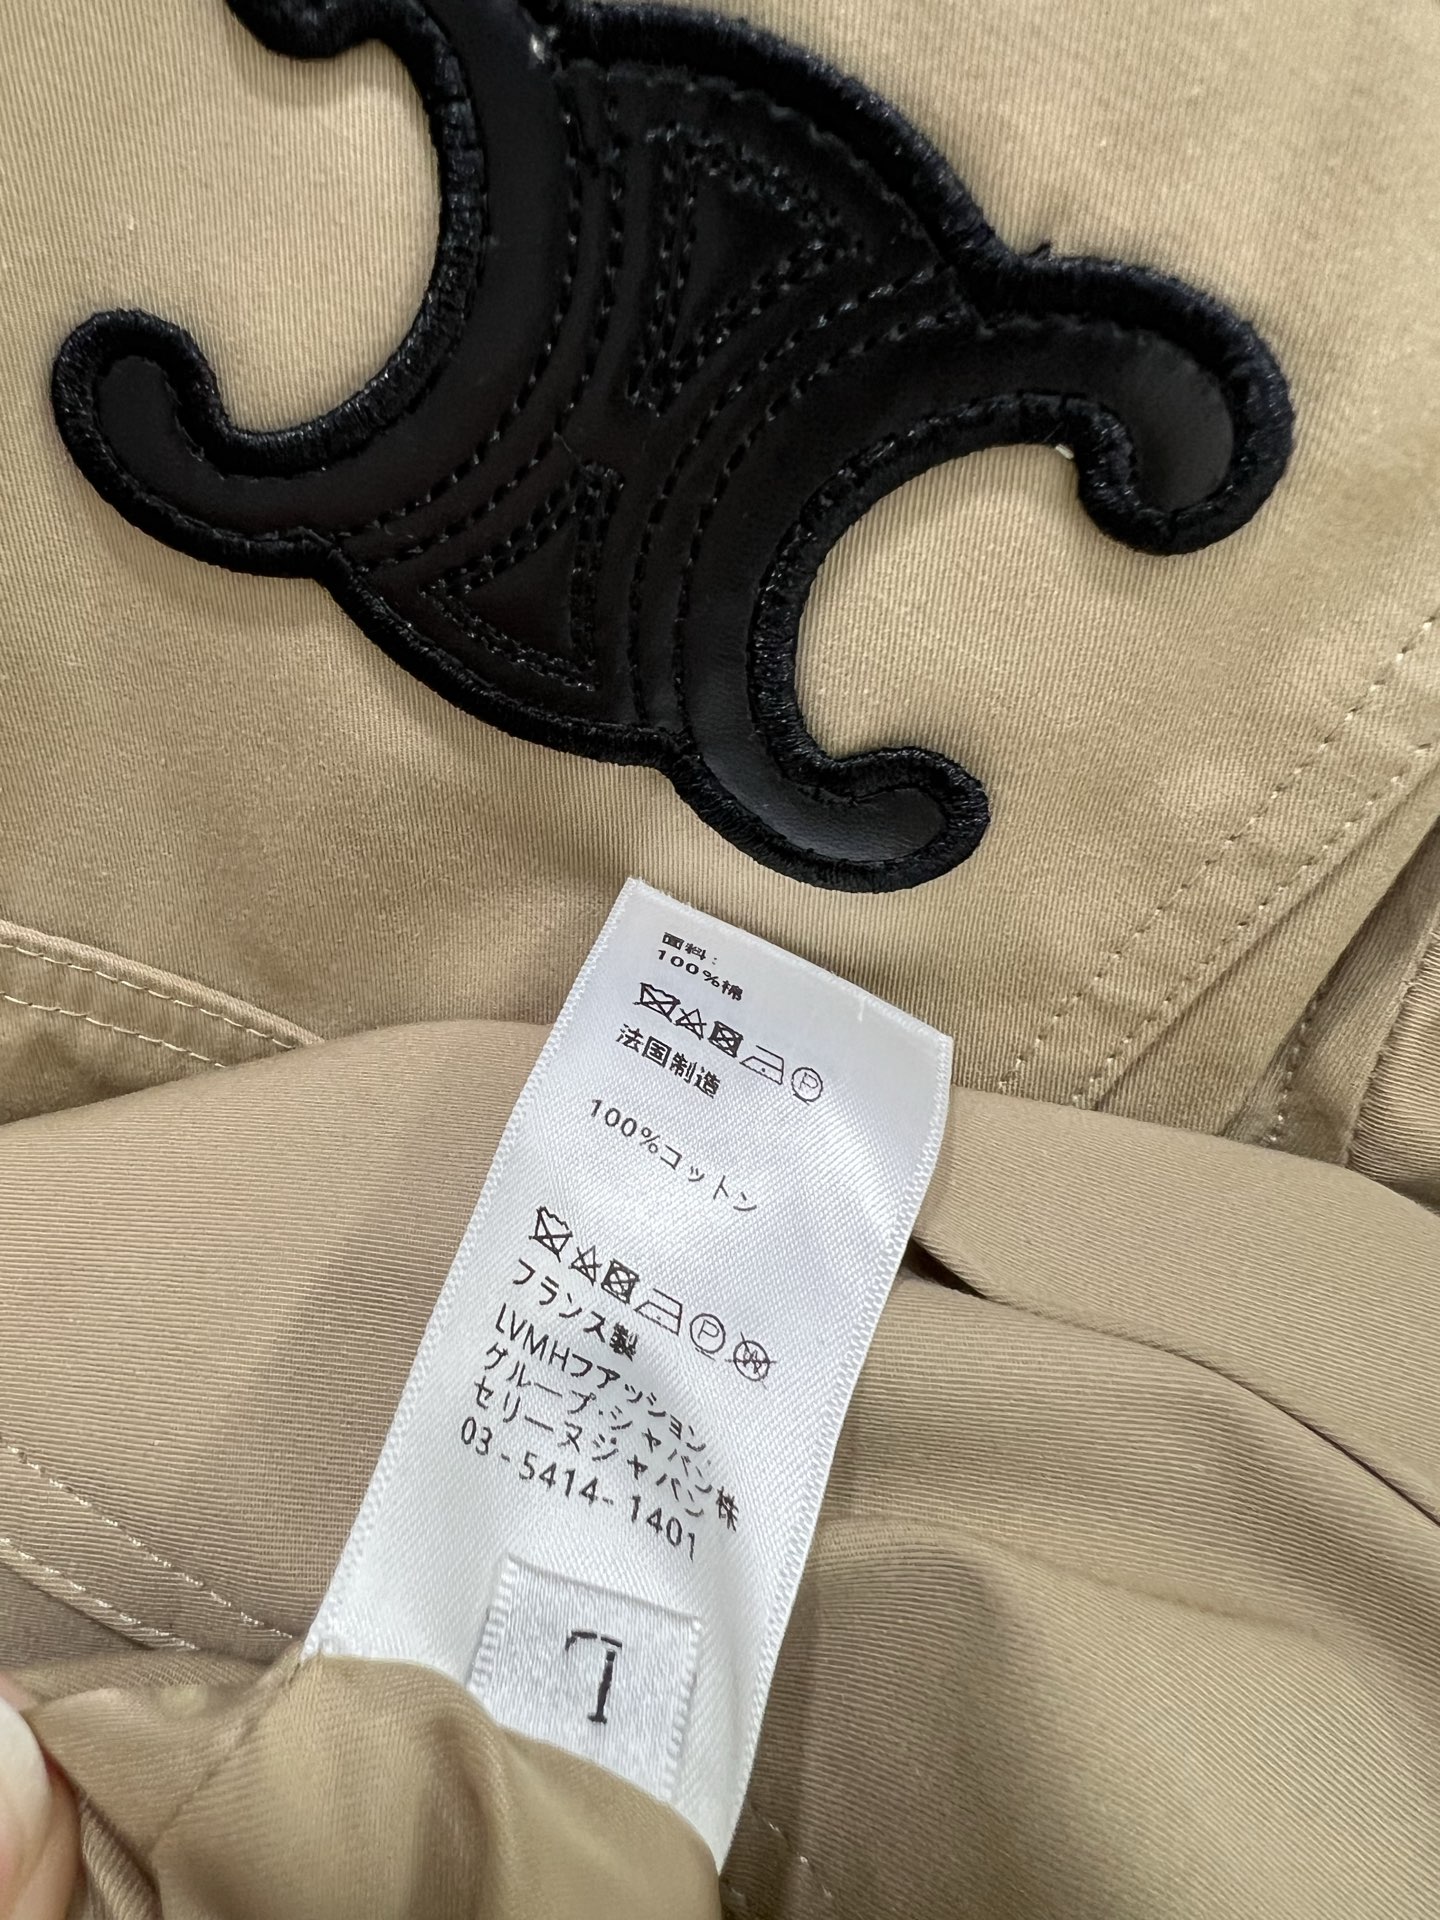 面料:
100%棉
法国制造
100%コットン
フランス製
LVMHファッション
グループ・ジャパン
セリーヌジャパン株
03-5414-1401
L